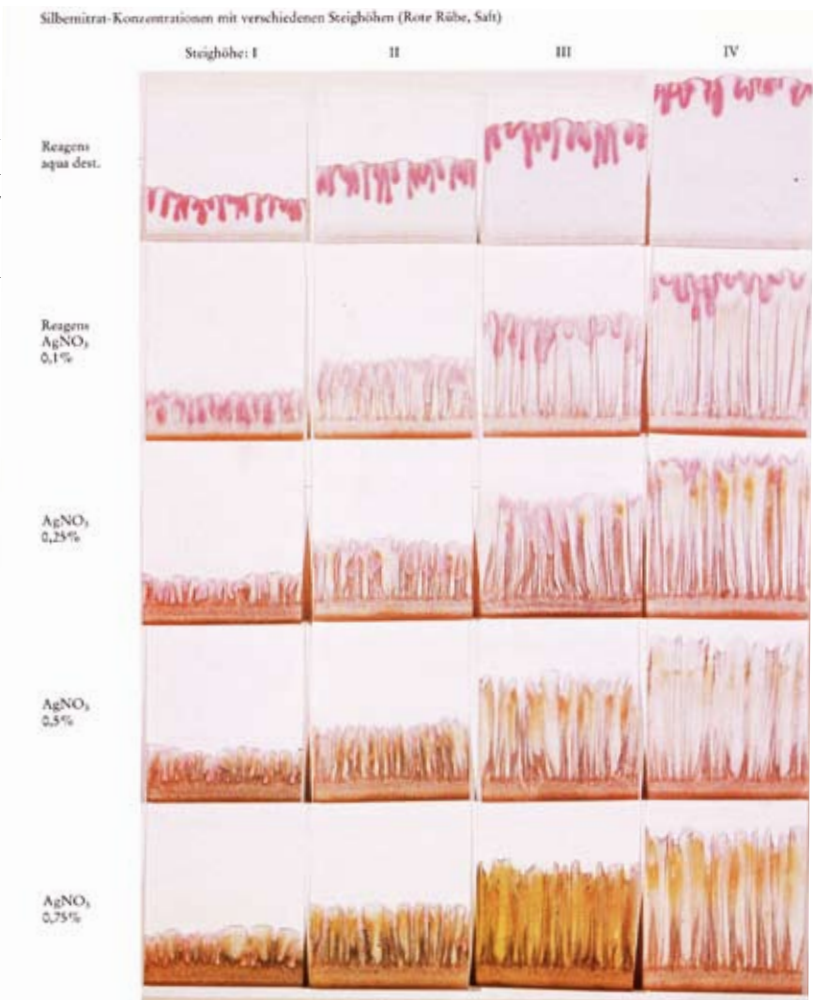 Silbernitrat-Konzentrationen mit verschiedenen Steighöhen (Rote Rübe, Saft)
Steighöhe: I II III IV
Reagens
aqua dest.
Reagens
AgNO₃
0,1%
AgNO₃
0,25%
AgNO₃
0,5%
AgNO₃
0,75%